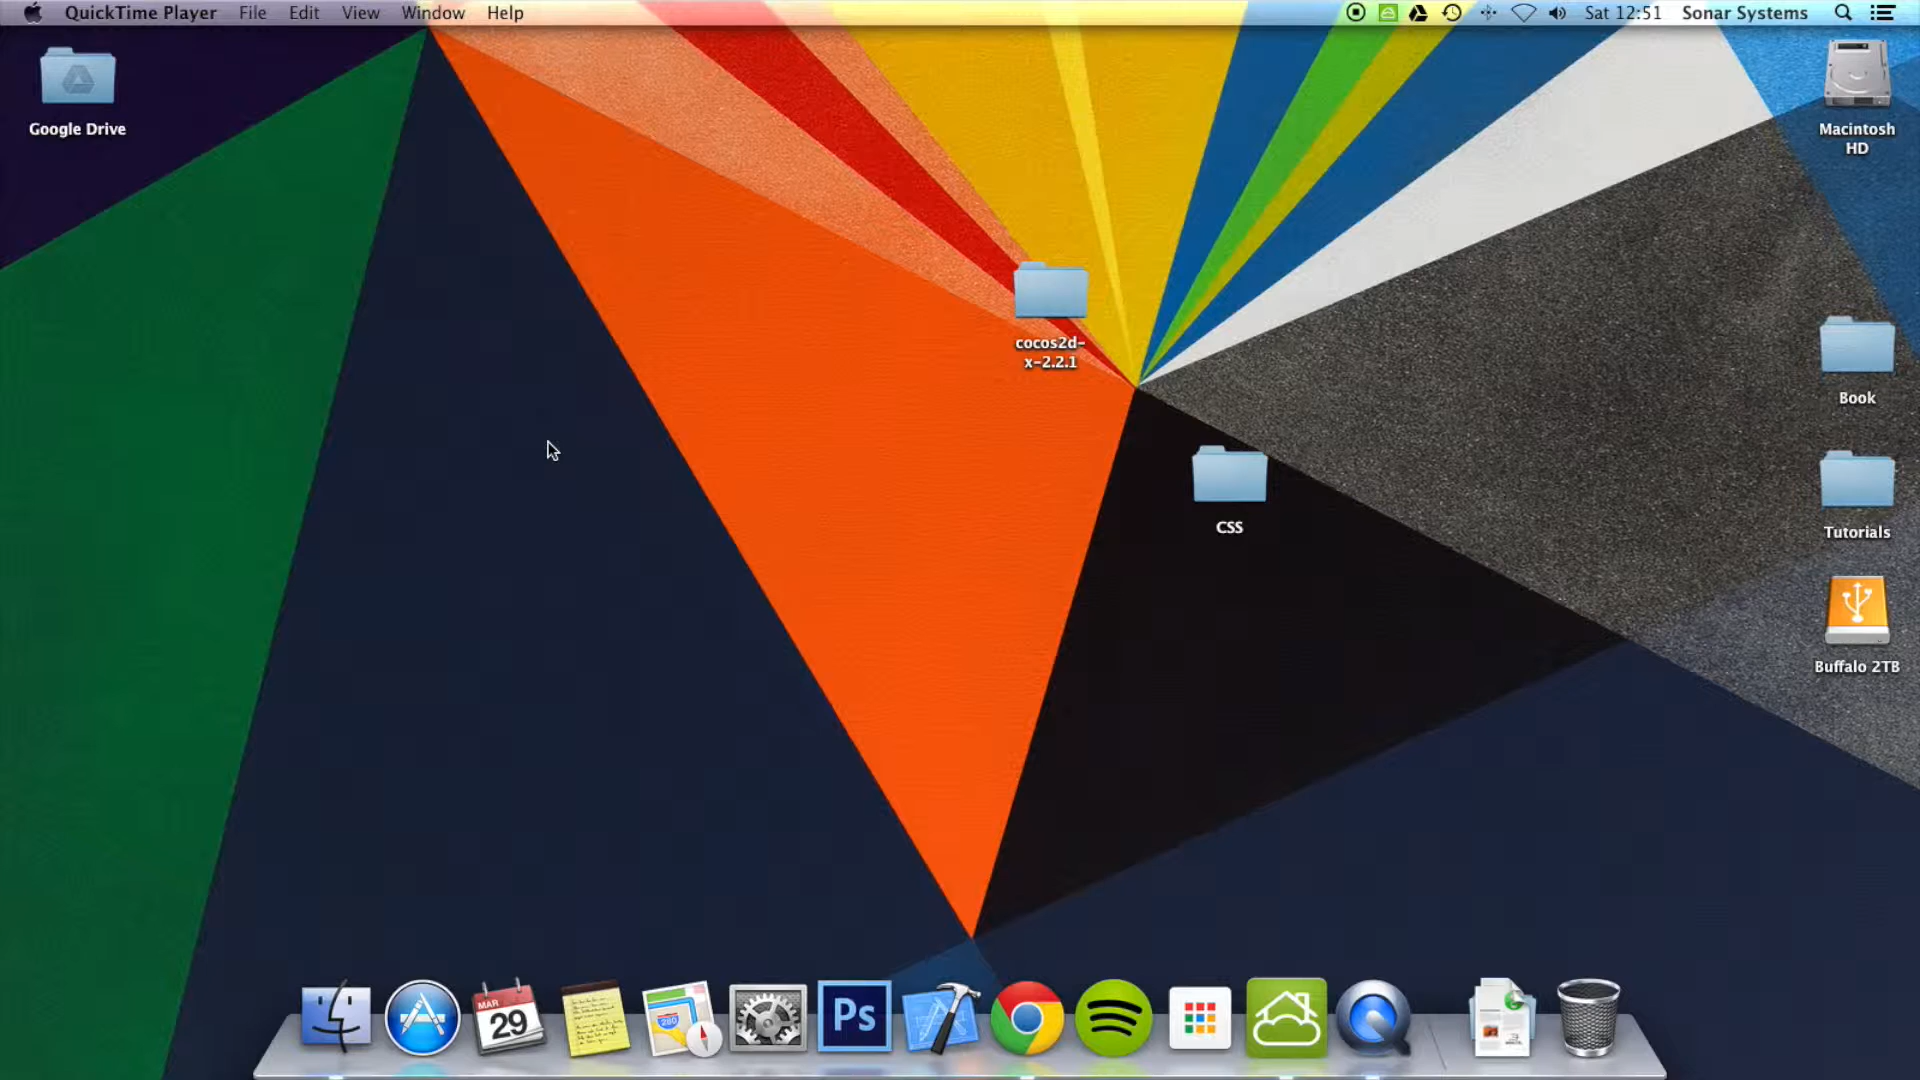 QuickTime Player File Edit View Window Help Sat 12:51 Sonar Systems
Google Drive
Macintosh
HD
cocos2d-
x-2.2.1
Book
CSS
Tutorials
Buffalo 2TB
MAR
29
280
Ps